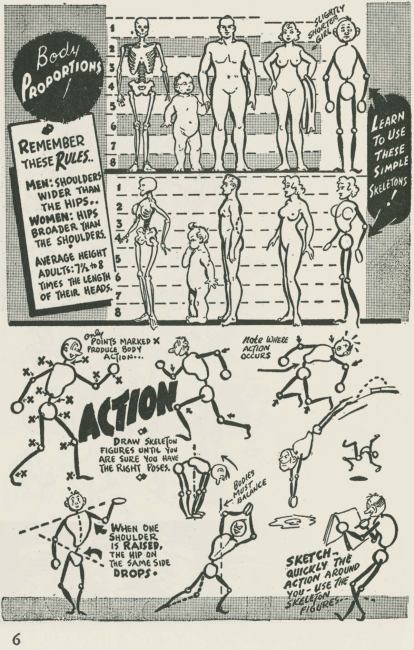 Body
PROPORTIONS
!
SLIGHTLY
SHORTER
GIRL
1
2
3
4
5
6
7
8
REMEMBER
THESE RULES..
MEN: SHOULDERS
WIDER THAN
THE HIPS..
WOMEN: HIPS
BROADER THAN
THE SHOULDERS.
AVERAGE HEIGHT
ADULTS: 7½ TO 8
TIMES THE LENGTH
OF THEIR HEADS.
LEARN
TO USE
THESE
SIMPLE
SKELETONS
!
1
2
3
4
5
6
7
8
only
POINTS MARKED X
PRODUCE BODY
ACTION...
Note WHERE
ACTION
OCCURS
ACTION
DRAW SKELETON
FIGURES UNTIL YOU
ARE SURE YOU HAVE
THE RIGHT POSES.
BODIES
MUST
BALANCE
WHEN ONE
SHOULDER
IS RAISED,
THE HIP ON
THE SAME SIDE
DROPS.
SKETCH
QUICKLY THE
ACTION AROUND
YOU - USE THE
SKELETON
FIGURES...
6